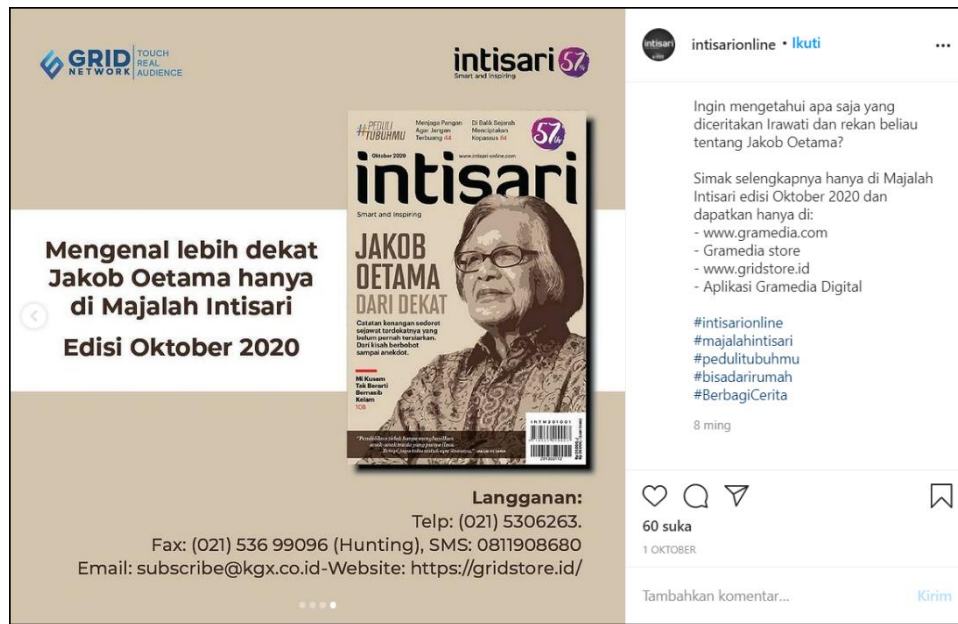 GRID
NETWORK
TOUCH
REAL
AUDIENCE
intisari 57th
Smart and Inspiring
#PEDULI
TUBUHMU
Menjaga Pangan
Agar Jangan
Terbuang 44
Di Balik Sejarah
Menciptakan
Kopassus 84
57th
Oktober 2020
www.intisari-online.com
intisari
Smart and Inspiring
JAKOB
OETAMA
DARI DEKAT
Catatan kenangan sederet
sejawat terdekatnya yang
belum pernah tersiarkan.
Dari kisah berbobot
sampai anekdot.
Mi Kusam
Tak Berarti
Bernasib
Kelam
108
INTM201001
Mengenal lebih dekat
Jakob Oetama hanya
di Majalah Intisari
Edisi Oktober 2020
Langganan:
Telp: (021) 5306263.
Fax: (021) 536 99096 (Hunting), SMS: 0811908680
Email: subscribe@kgx.co.id-Website: https://gridstore.id/
intisari
intisarionline • Ikuti
Ingin mengetahui apa saja yang
diceritakan Irawati dan rekan beliau
tentang Jakob Oetama?
Simak selengkapnya hanya di Majalah
Intisari edisi Oktober 2020 dan
dapatkan hanya di:
- www.gramedia.com
- Gramedia store
- www.gridstore.id
- Aplikasi Gramedia Digital
#intisarionline
#majalahintisari
#pedulitubuhmu
#bisadarirumah
#BerbagiCerita
8 ming
60 suka
1 OKTOBER
Tambahkan komentar...
Kirim